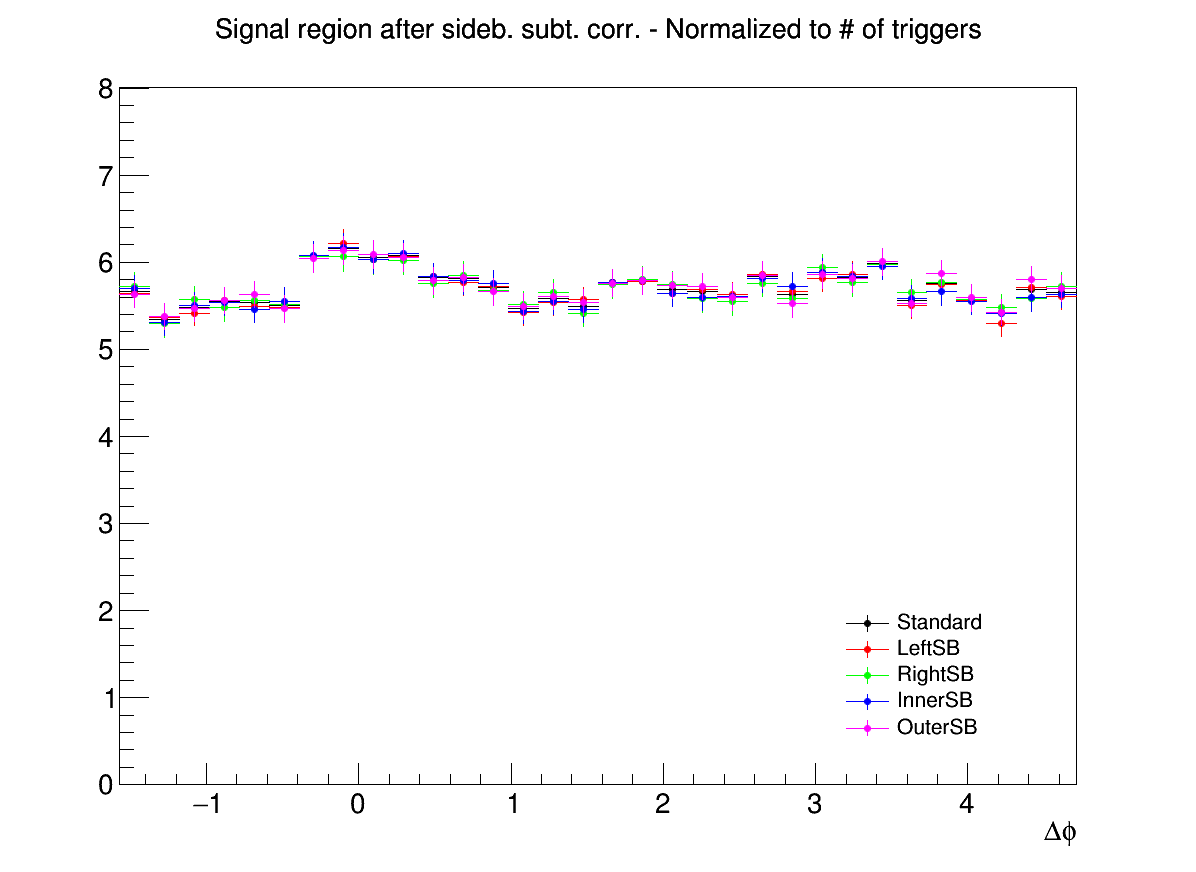 Signal region after sideb. subt. corr. - Normalized to # of triggers
8
7
6
5
4
3
2
1
0
−1 0 1 2 3 4
Δϕ
Standard
LeftSB
RightSB
InnerSB
OuterSB